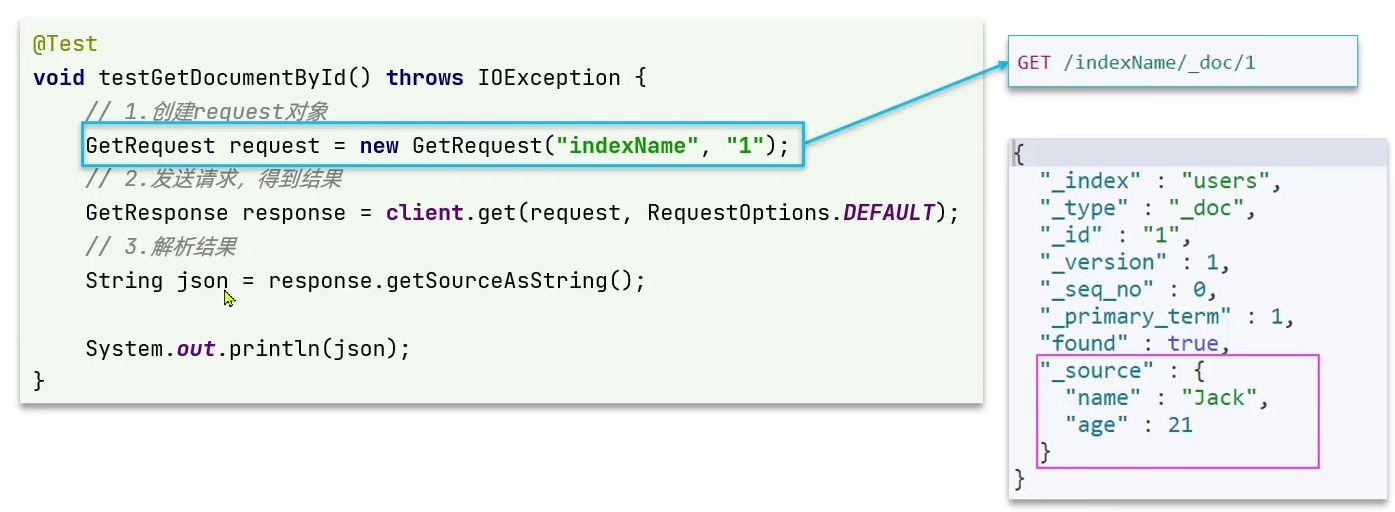 @Test
void testGetDocumentById() throws IOException {
// 1.创建request对象
GetRequest request = new GetRequest("indexName", "1");
// 2.发送请求，得到结果
GetResponse response = client.get(request, RequestOptions.DEFAULT);
// 3.解析结果
String json = response.getSourceAsString();
System.out.println(json);
}
GET /indexName/_doc/1
{
"_index" : "users",
"_type" : "_doc",
"_id" : "1",
"_version" : 1,
"_seq_no" : 0,
"_primary_term" : 1,
"found" : true,
"_source" : {
"name" : "Jack",
"age" : 21
}
}